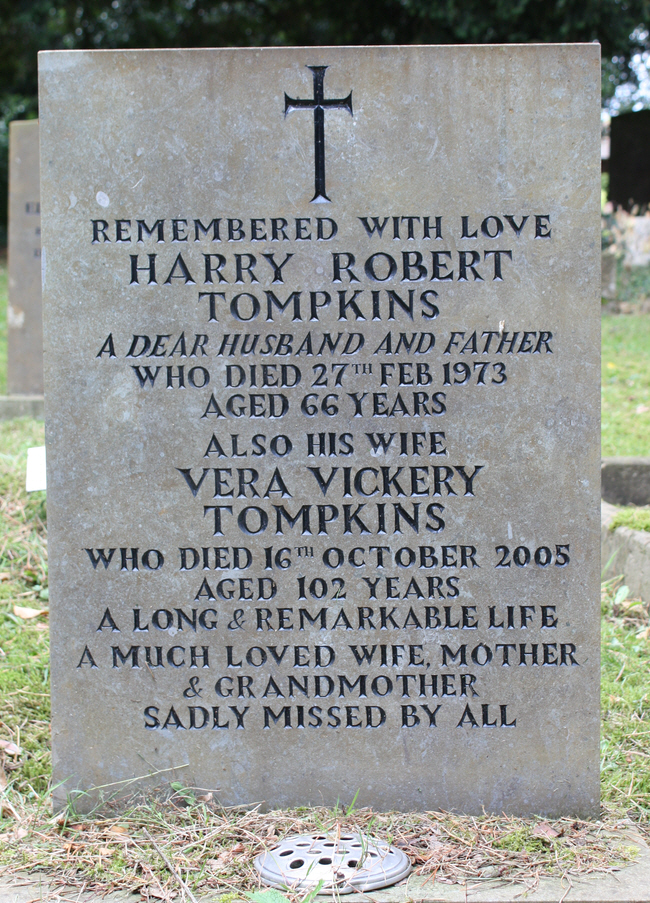 REMEMBERED WITH LOVE
HARRY ROBERT
TOMPKINS
A DEAR HUSBAND AND FATHER
WHO DIED 27TH FEB 1973
AGED 66 YEARS
ALSO HIS WIFE
VERA VICKERY
TOMPKINS
WHO DIED 16TH OCTOBER 2005
AGED 102 YEARS
A LONG & REMARKABLE LIFE
A MUCH LOVED WIFE, MOTHER
& GRANDMOTHER
SADLY MISSED BY ALL